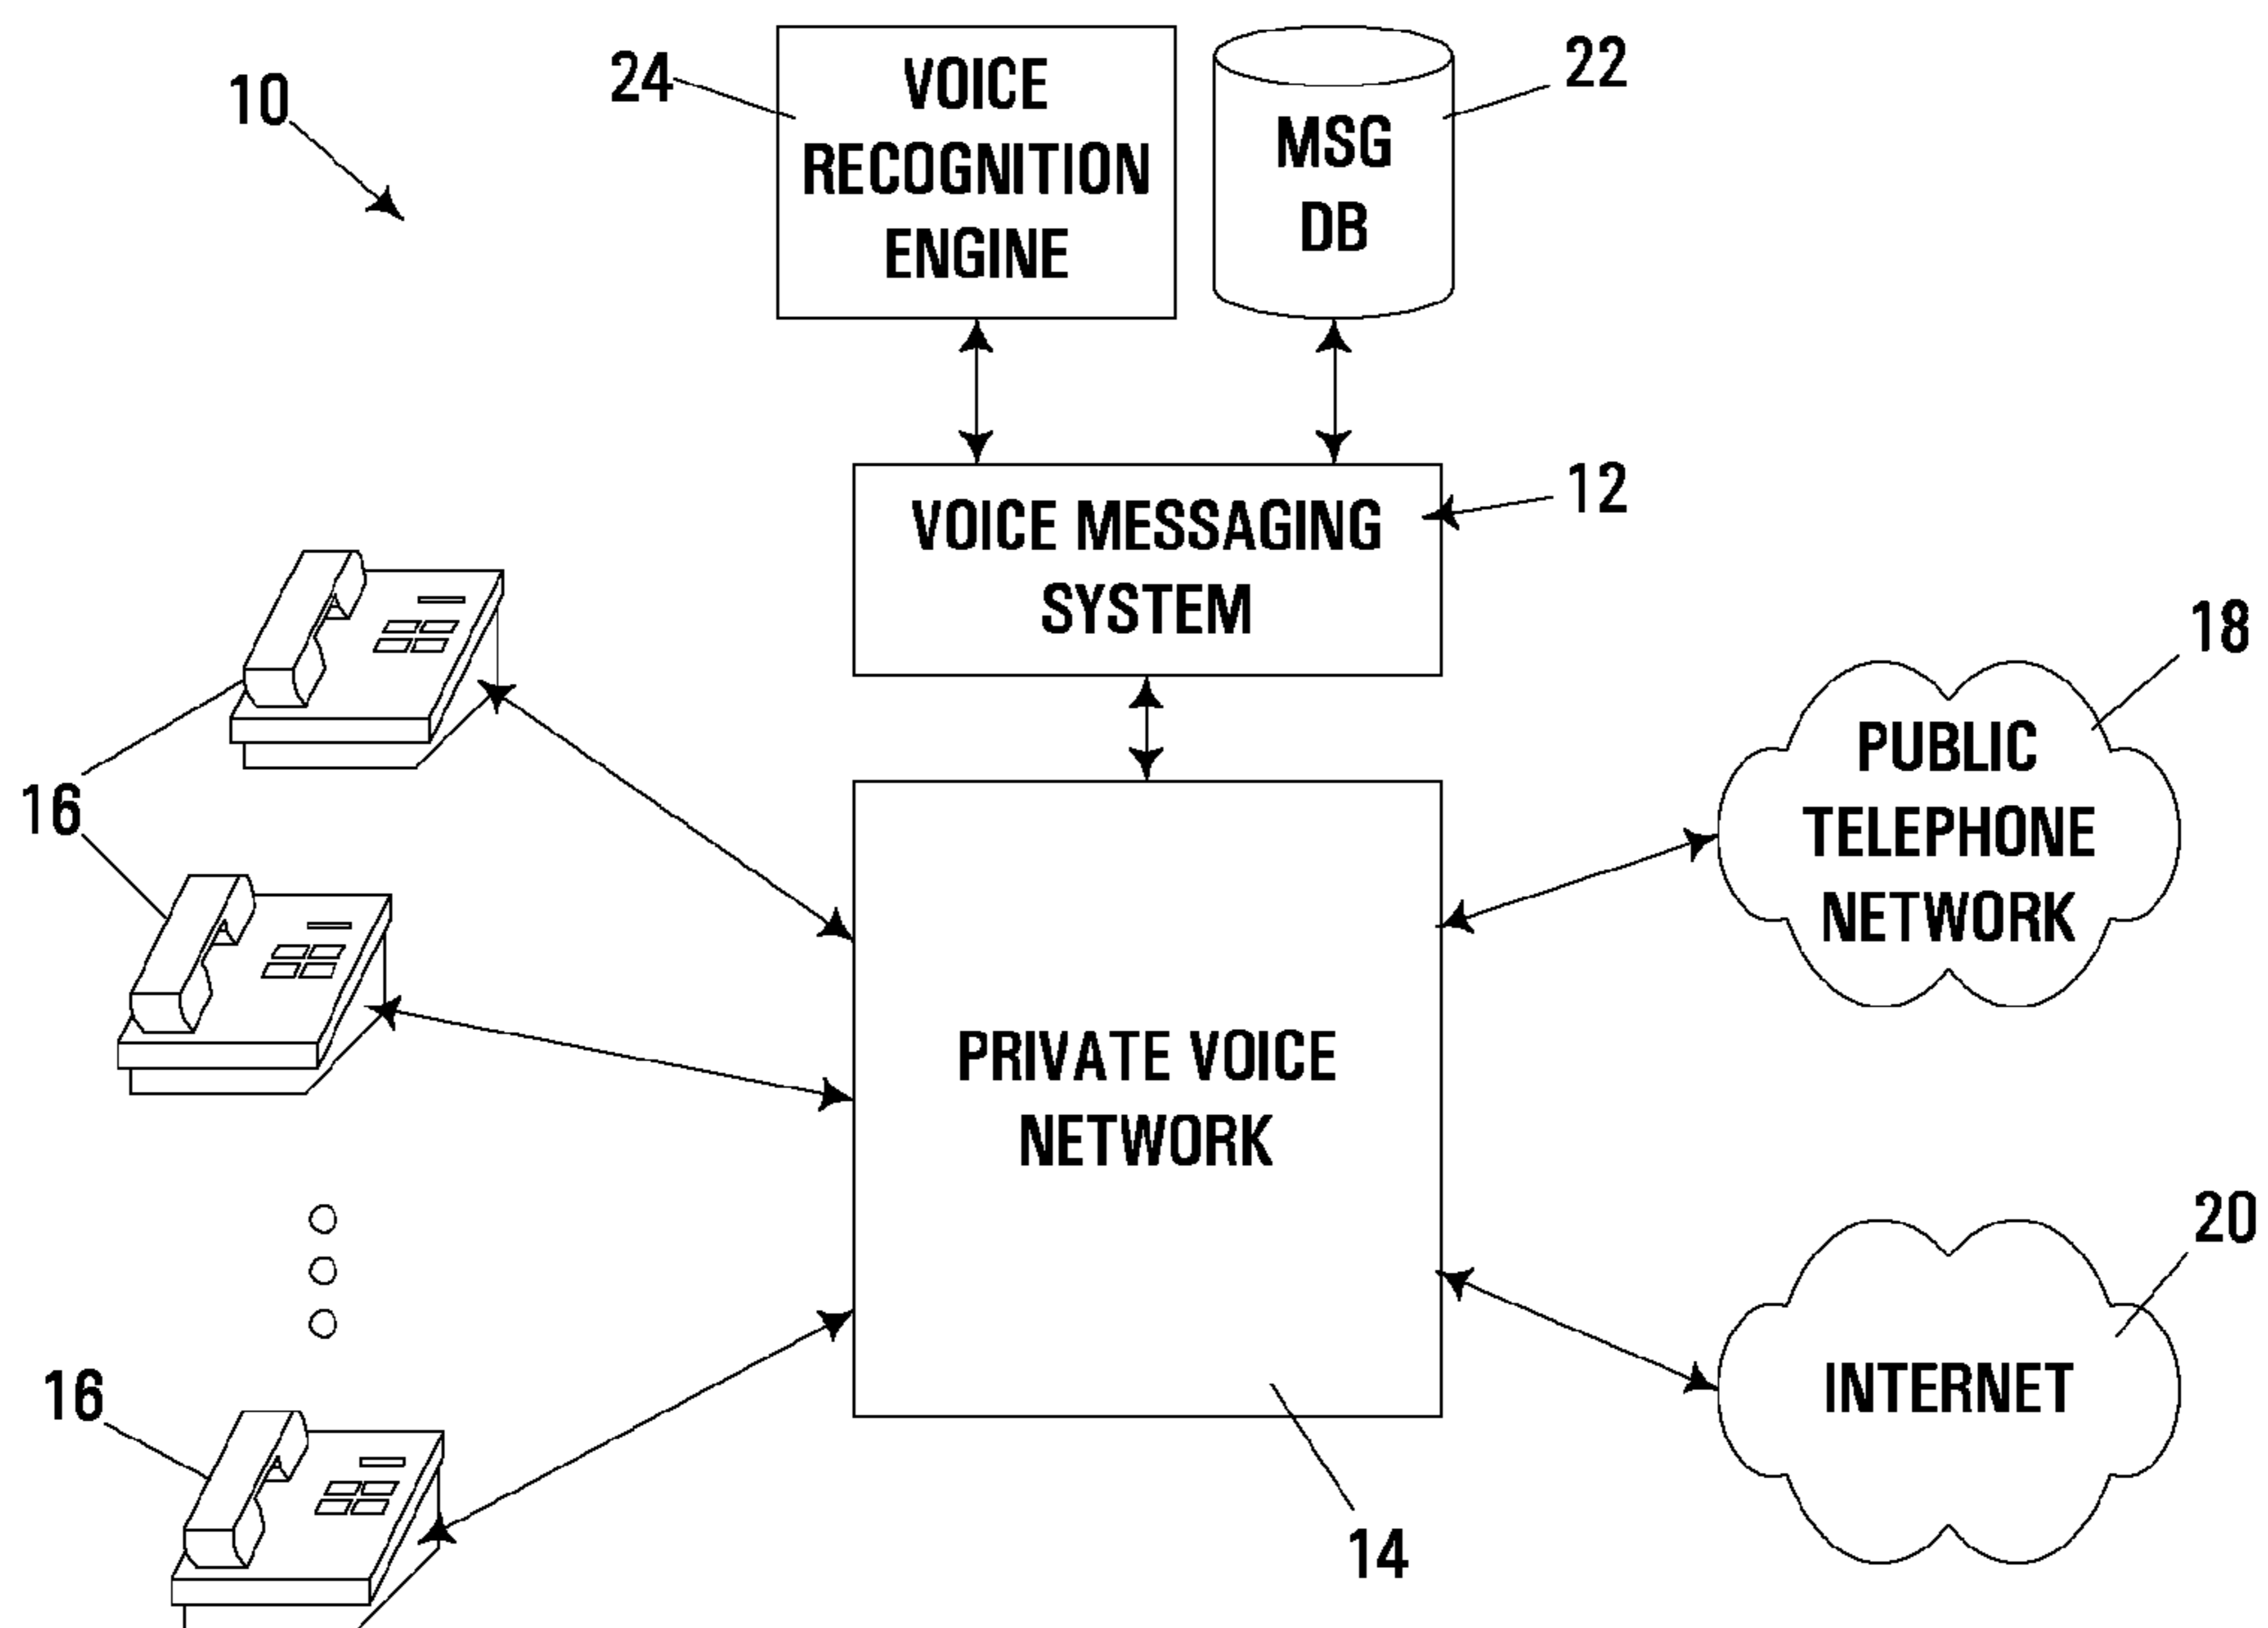 10
24
VOICE
RECOGNITION
ENGINE
22
MSG
DB
12
VOICE MESSAGING
SYSTEM
16
18
PUBLIC
TELEPHONE
NETWORK
PRIVATE VOICE
NETWORK
20
INTERNET
16
14